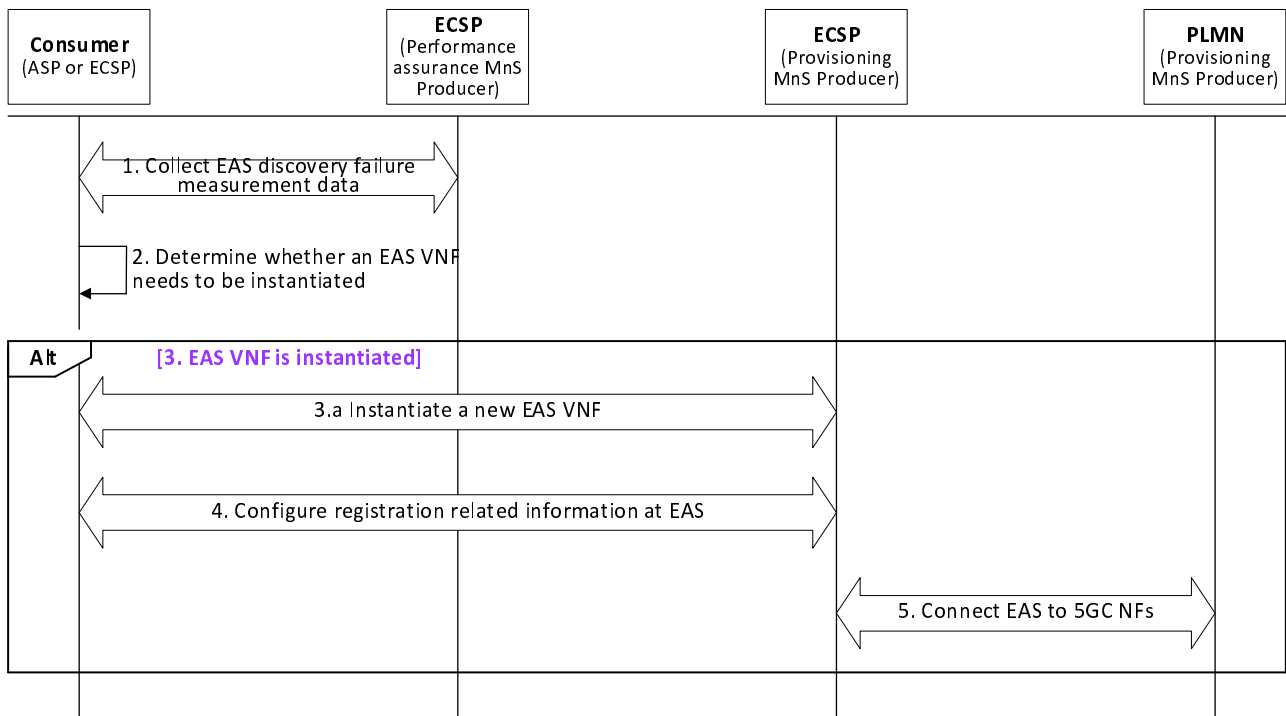 Consumer
(ASP or ECSP)
ECSP
(Performance
assurance MnS
Producer)
ECSP
(Provisioning
MnS Producer)
PLMN
(Provisioning
MnS Producer)
1. Collect EAS discovery failure
measurement data
2. Determine whether an EAS VNF
needs to be instantiated
Alt
[3. EAS VNF is instantiated]
3.a Instantiate a new EAS VNF
4. Configure registration related information at EAS
5. Connect EAS to 5GC NFs